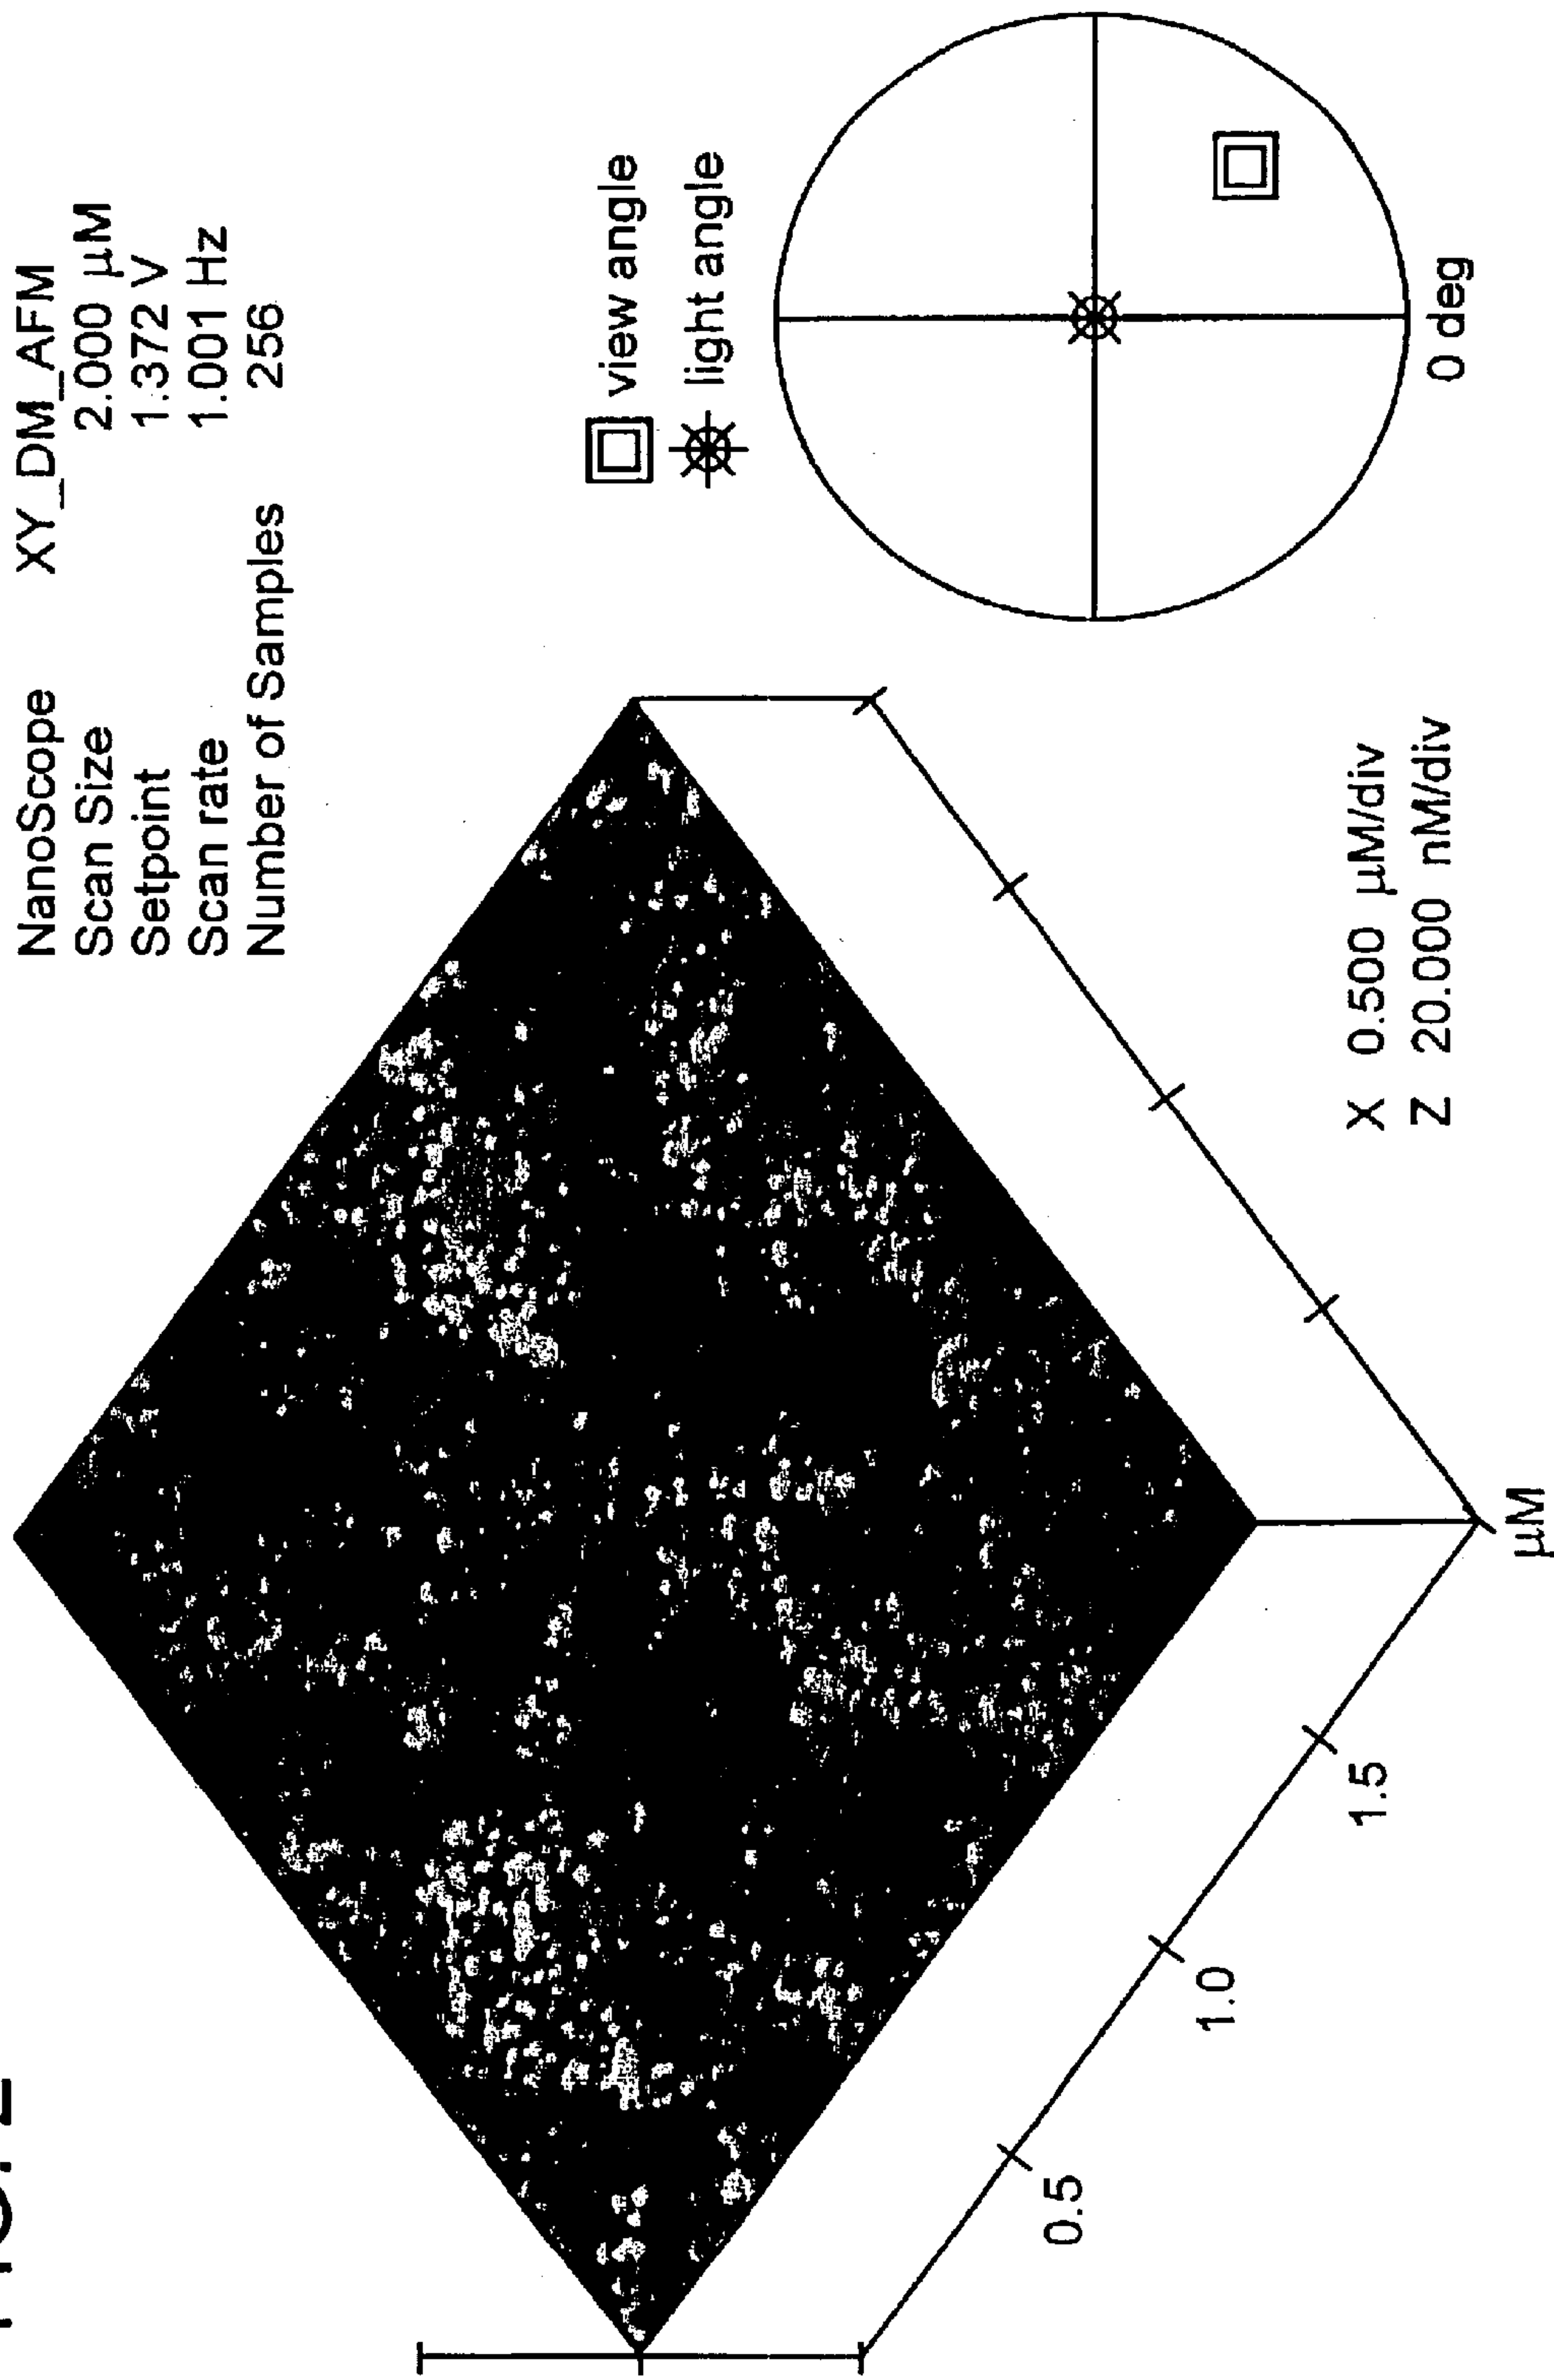 NanoScope XY_DM_AFM
Scan Size 2.000 µM
Setpoint 1.372 V
Scan rate 1.001 Hz
Number of Samples 256
view angle
light angle
0 deg
0.5
1.0
1.5
µM
X 0.500 µM/div
Z 20.000 nM/div